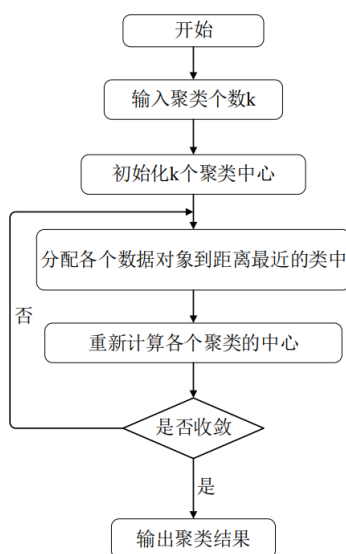 开始
输入聚类个数k
初始化k个聚类中心
分配各个数据对象到距离最近的类中
否
重新计算各个聚类的中心
是否收敛
是
输出聚类结果